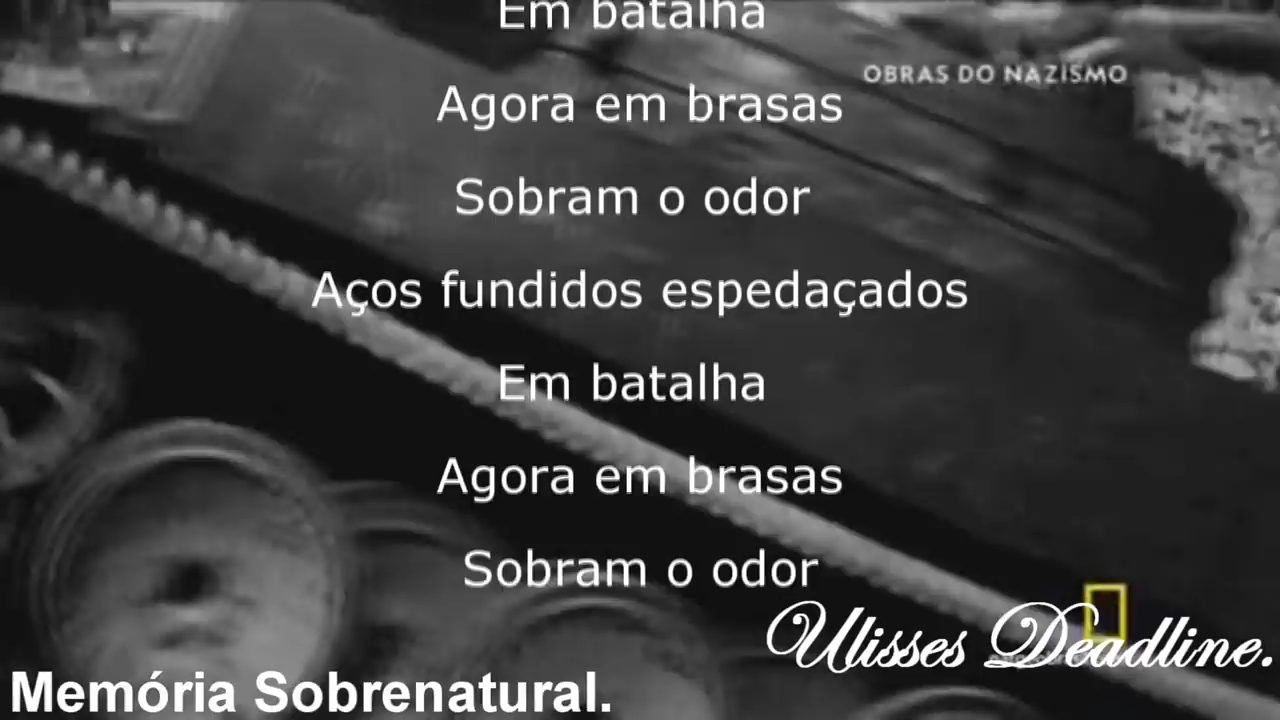 Em batalha
OBRAS DO NAZISMO
Agora em brasas
Sobram o odor
Aços fundidos espedaçados
Em batalha
Agora em brasas
Sobram o odor
Ulisses Deadline.
Memória Sobrenatural.